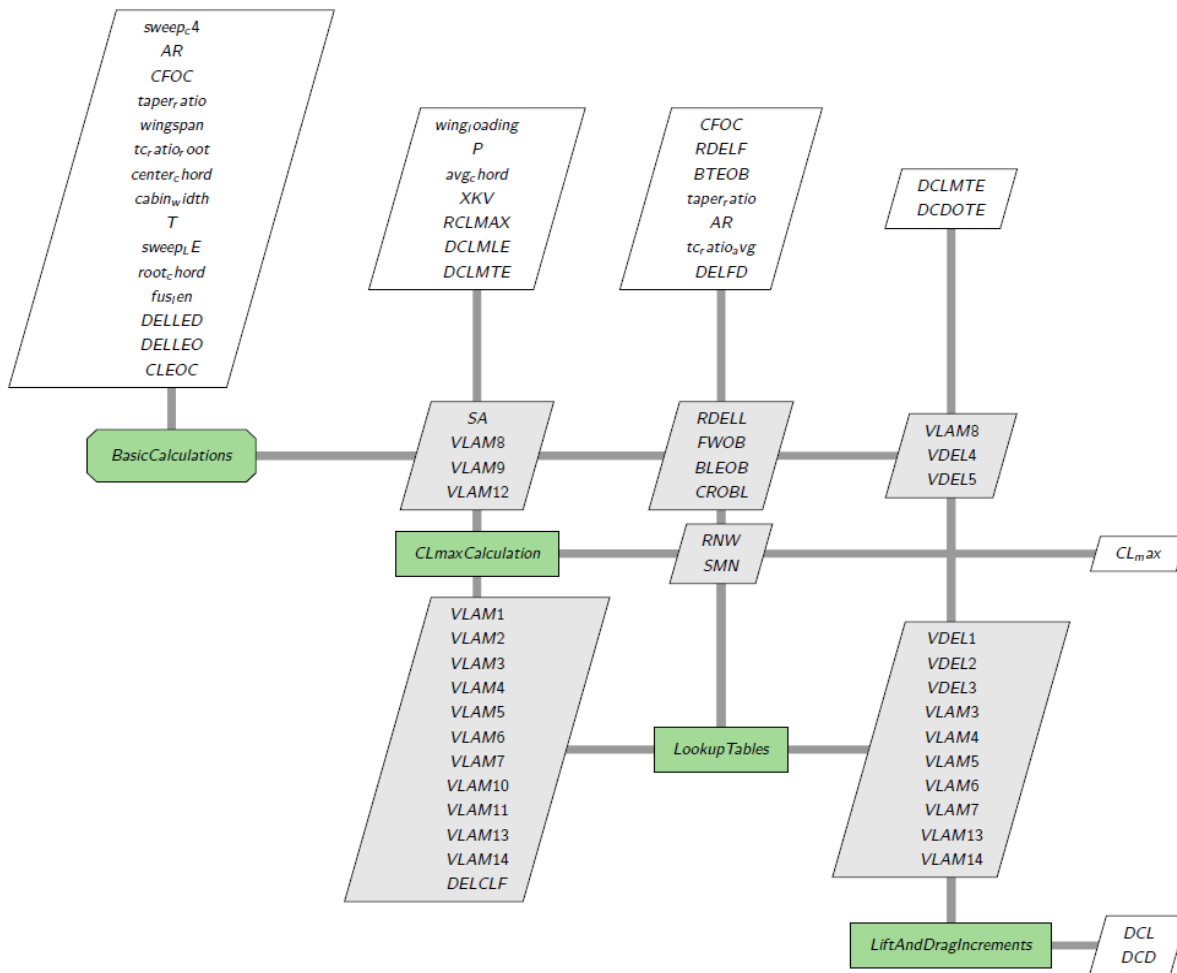 sweep_c4
AR
CFOC
taper_ratio
wingspan
tc_ratio_root
center_chord
cabin_width
T
sweep_LE
root_chord
fus_len
DELLED
DELLEO
CLEOC
wing_loading
P
avg_chord
XKV
RCLMAX
DCLMLE
DCLMTE
CFOC
RDELF
BTEOB
taper_ratio
AR
tc_ratio_avg
DELFD
DCLMTE
DCDOTE
BasicCalculations
SA
VLAM8
VLAM9
VLAM12
RDELL
FWOB
BLEOB
CROBL
VLAM8
VDEL4
VDEL5
CLmaxCalculation
RNW
SMN
CL_max
VLAM1
VLAM2
VLAM3
VLAM4
VLAM5
VLAM6
VLAM7
VLAM10
VLAM11
VLAM13
VLAM14
DELCLF
LookupTables
VDEL1
VDEL2
VDEL3
VLAM3
VLAM4
VLAM5
VLAM6
VLAM7
VLAM13
VLAM14
LiftAndDragIncrements
DCL
DCD